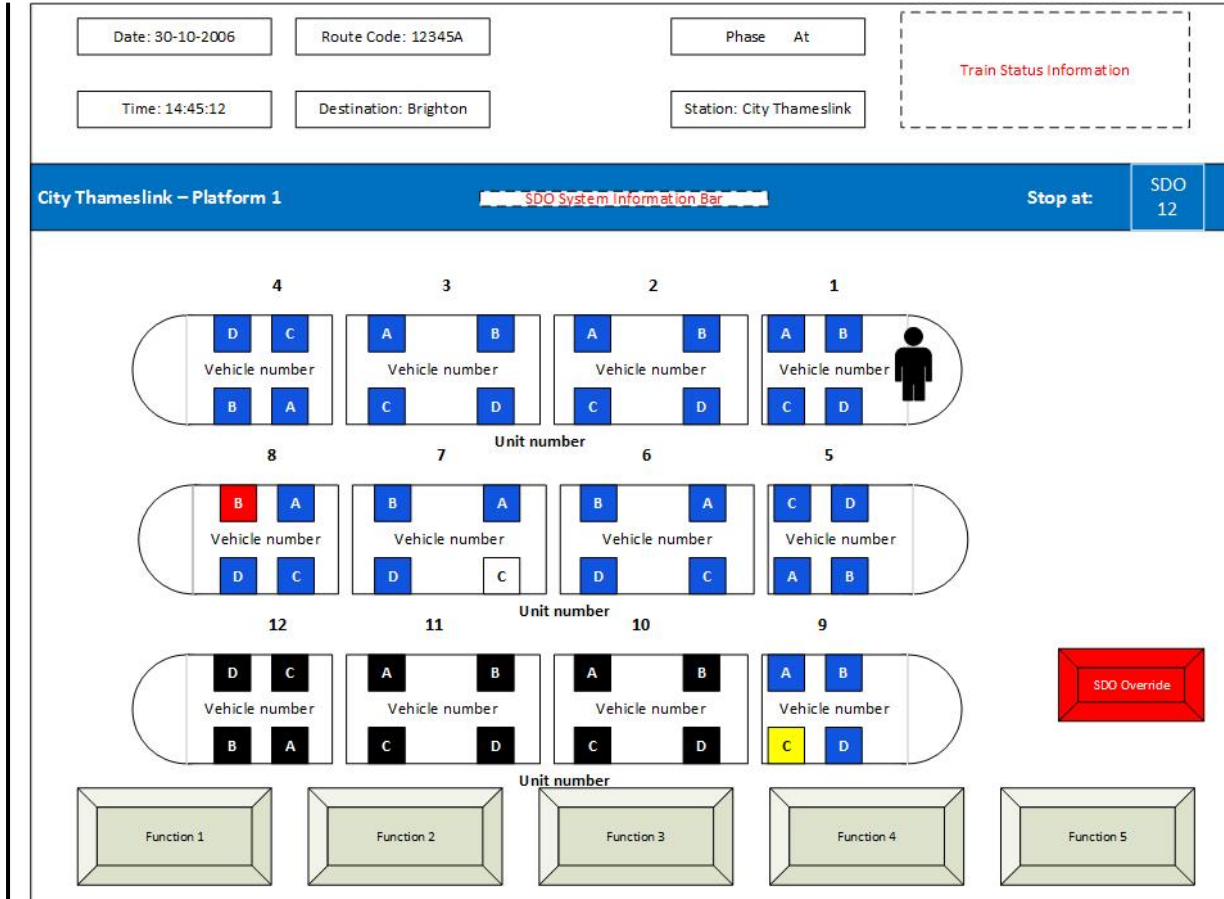 Date: 30-10-2006 Route Code: 12345A Phase At
Train Status Information
Time: 14:45:12 Destination: Brighton Station: City Thameslink
City Thameslink – Platform 1 SDO System Information Bar Stop at: SDO 12
4 3 2 1
D C A B A B A B
Vehicle number Vehicle number Vehicle number Vehicle number
B A C D C D C D
Unit number
8 7 6 5
B A B A B A C D
Vehicle number Vehicle number Vehicle number Vehicle number
D C D C D C A B
Unit number
12 11 10 9
D C A B A B A B
SDO Override
Vehicle number Vehicle number Vehicle number Vehicle number
B A C D C D C D
Unit number
Function 1 Function 2 Function 3 Function 4 Function 5